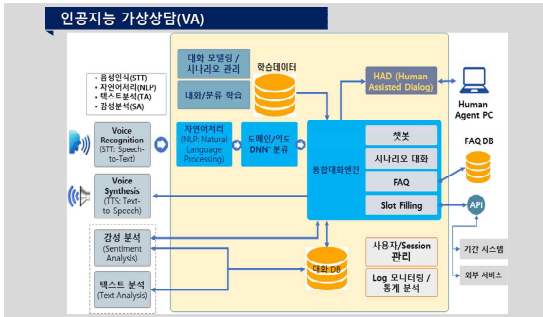 인공지능 가상상담(VA)
- 음성인식(STT)
- 자연어처리(NLP)
- 텍스트분석(TA)
- 감성분석(SA)
대화 모델링 /
시나리오 관리
대화/분류 학습
학습데이터
HAD (Human
Assisted Dialog)
Human
Agent PC
Voice
Recognition
(STT: Speech-
to-Text)
자연어처리
(NLP: Natural
Language
Processing)
도메인/의도
DNN* 분류
통합대화엔진
챗봇
시나리오 대화
FAQ
Slot Filling
FAQ DB
API
Voice
Synthesis
(TTS: Text-
to Speech)
감성 분석
(Sentiment
Analysis)
텍스트 분석
(Text Analysis)
대화 DB
사용자/Session
관리
Log 모니터링 /
통계 분석
기간 시스템
외부 서비스